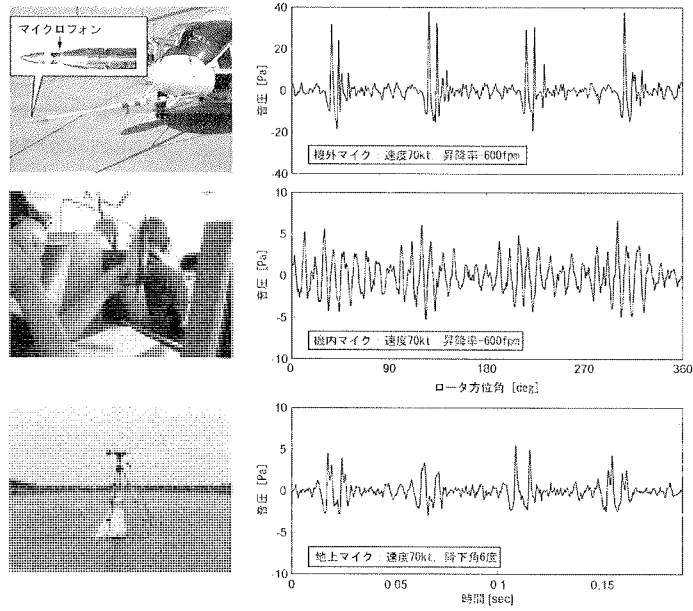 マイクロフォン
音圧 [Pa]
40
20
0
-20
-40
機外マイク：速度70kt、昇降率-600fpm
音圧 [Pa]
10
5
0
-5
-10
機内マイク：速度70kt 昇降率-600fpm
0 90 180 270 360
ロータ方位角 [deg]
音圧 [Pa]
10
5
0
-5
-10
地上マイク：速度70kt、降下角6度
0 0.05 0.1 0.15
時間 [sec]